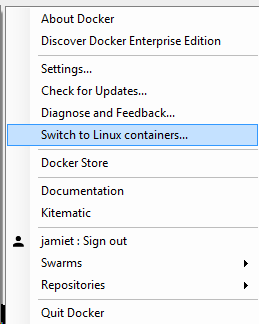 About Docker
Discover Docker Enterprise Edition
Settings...
Check for Updates...
Diagnose and Feedback...
Switch to Linux containers...
Docker Store
Documentation
Kitematic
jamiet : Sign out
Swarms
Repositories
Quit Docker